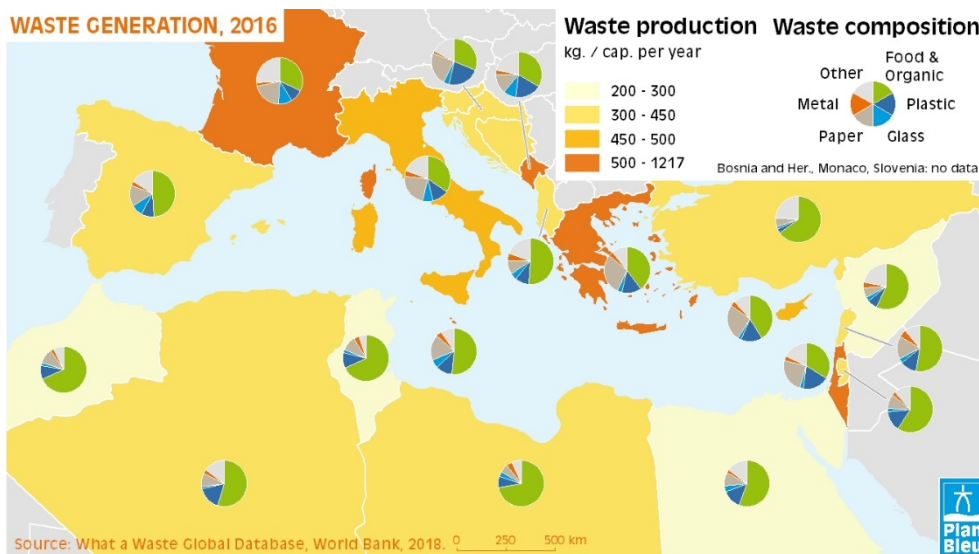 WASTE GENERATION, 2016
Waste production
kg. / cap. per year
200 - 300
300 - 450
450 - 500
500 - 1217
Waste composition
Food &
Organic
Other
Metal
Plastic
Paper
Glass
Bosnia and Her., Monaco, Slovenia: no data
Source: What a Waste Global Database, World Bank, 2018.
0 250 500 km
Plan
Bleu